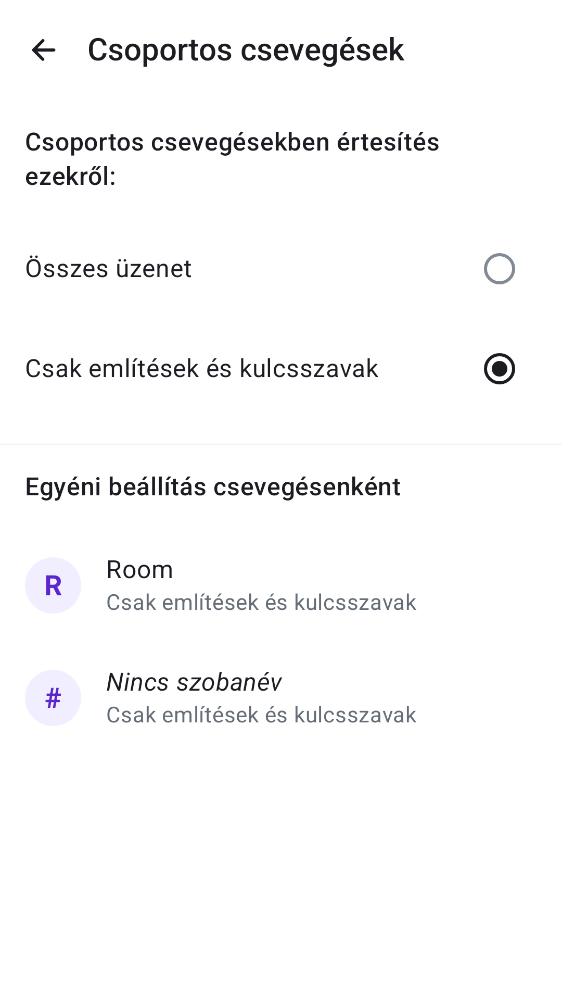 Csoportos csevegések
Csoportos csevegésekben értesítés
ezekről:
Összes üzenet
Csak említések és kulcsszavak
Egyéni beállítás csevegésenként
R
Room
Csak említések és kulcsszavak
#
Nincs szobanév
Csak említések és kulcsszavak